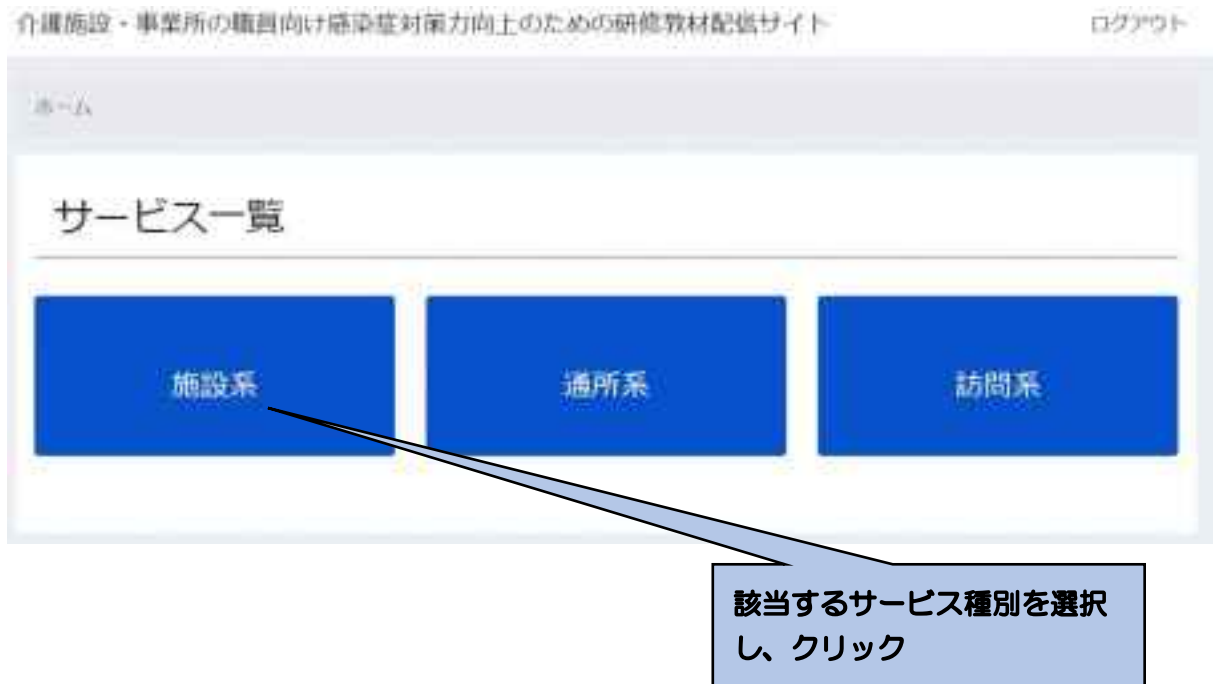 介護施設・事業所の職員向け感染症対策力向上のための研修教材配信サイト
ログアウト
ホーム
サービス一覧
施設系
通所系
訪問系
該当するサービス種別を選択
し、クリック